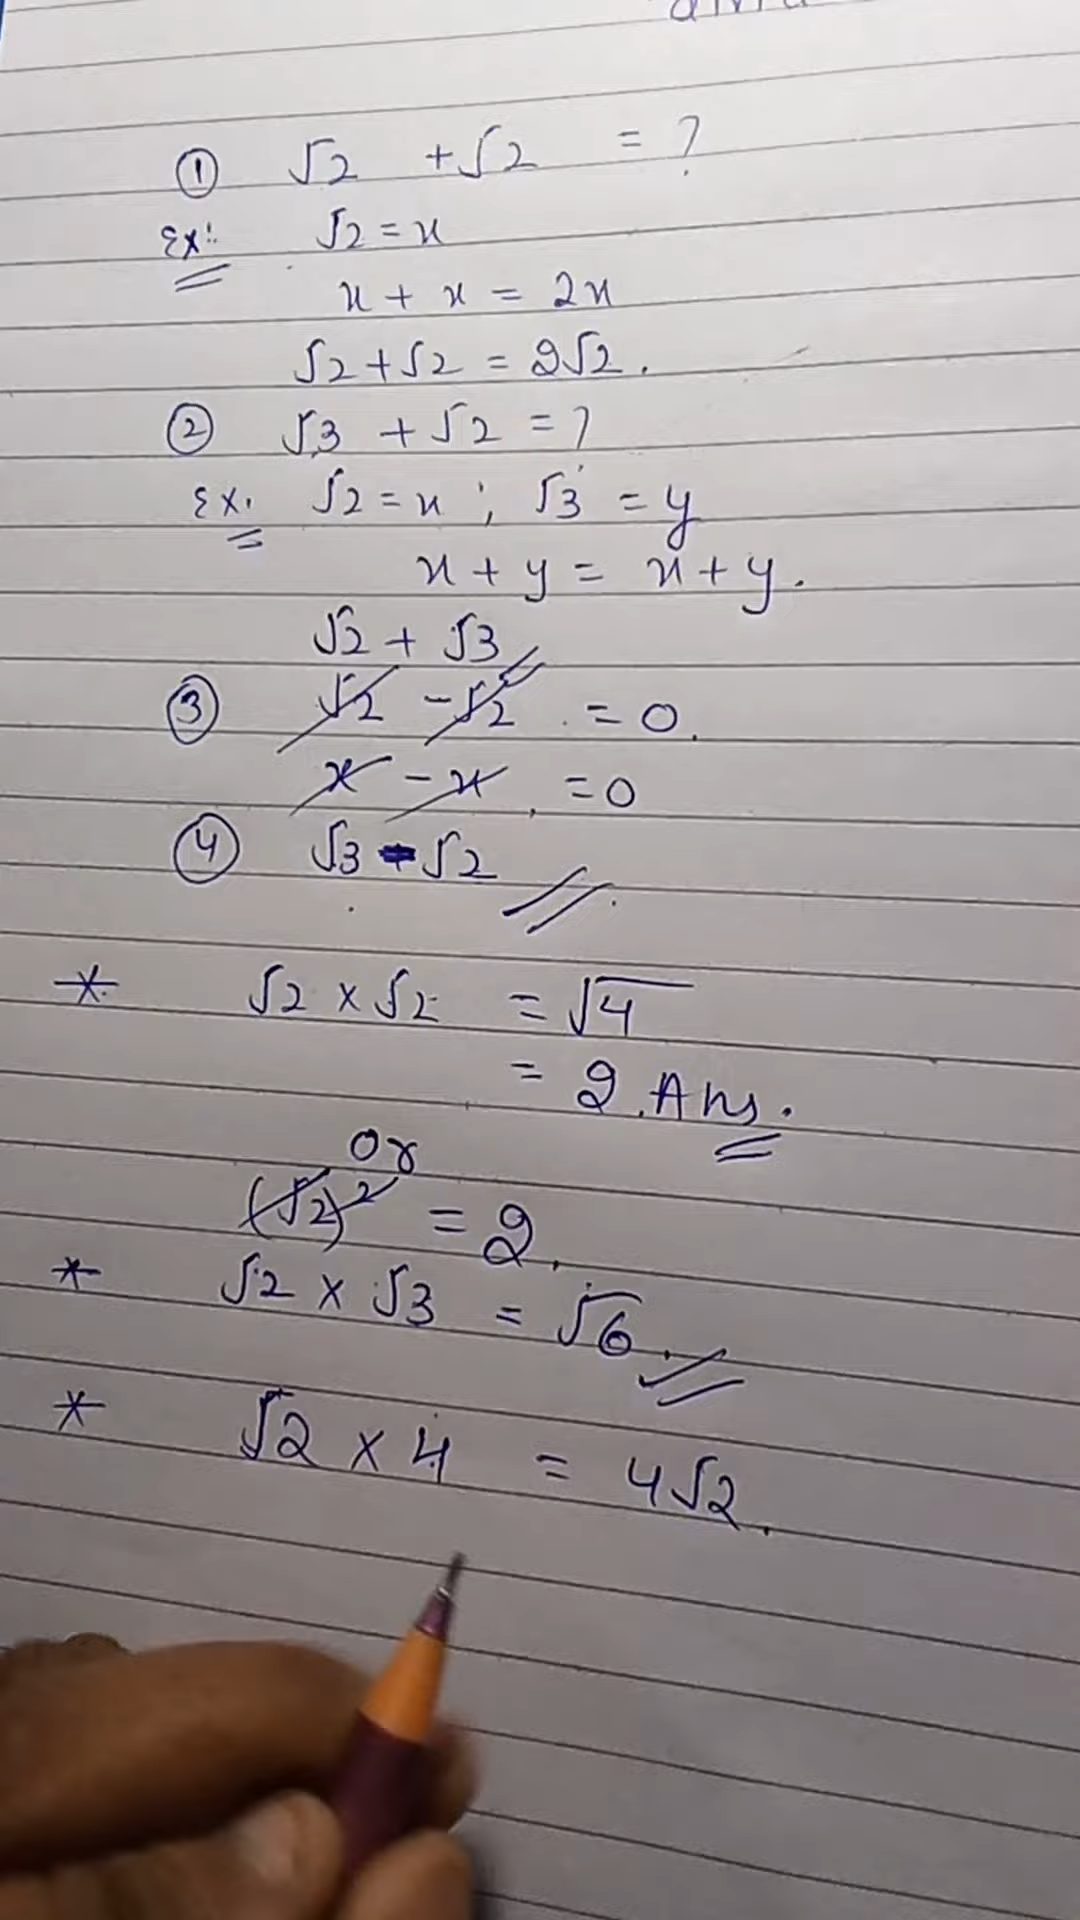 ① √2 + √2 = ?
Ex: √2 = x
x + x = 2x
√2 + √2 = 2√2.
② √3 + √2 = ?
Ex. √2 = x ; √3 = y
x + y = x + y.
√2 + √3
③ √2 - √2 = 0.
x - x = 0
④ √3 - √2
* √2 × √2 = √4
= 2. Ans.
Or
(√2)² = 2.
* √2 × √3 = √6.
* √2 × 4 = 4√2.